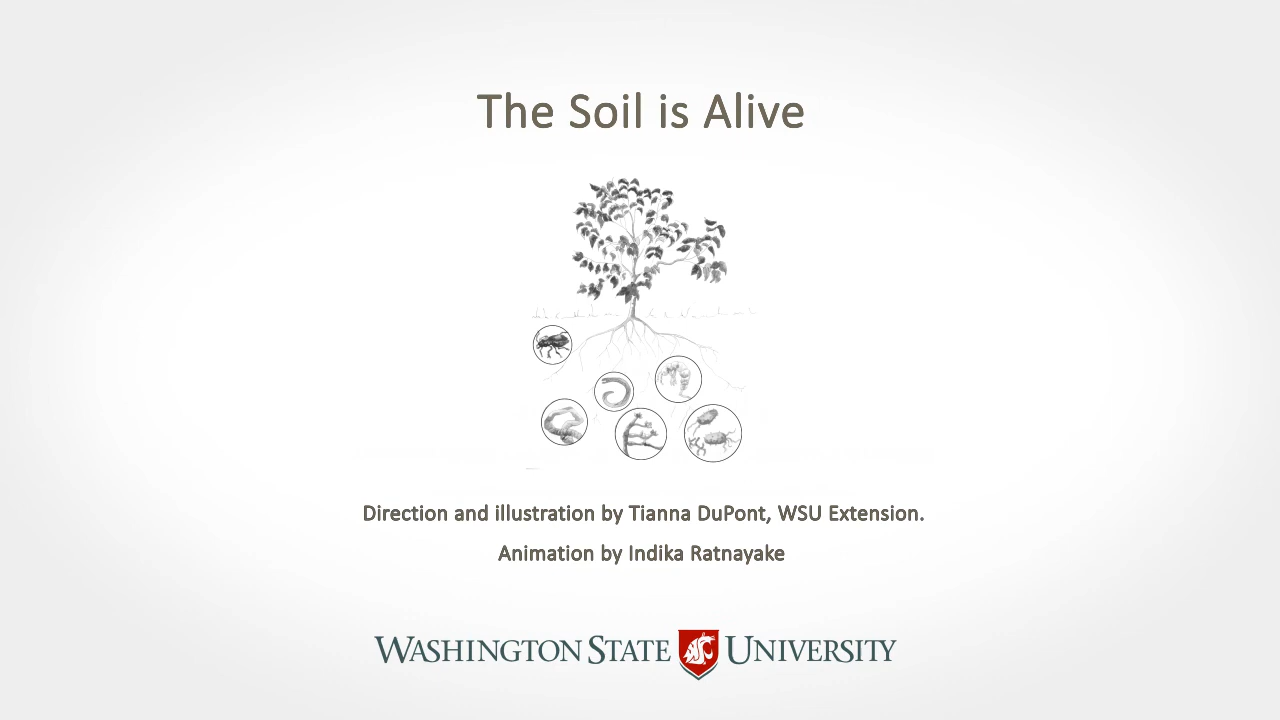 The Soil is Alive
Direction and illustration by Tianna DuPont, WSU Extension.
Animation by Indika Ratnayake
WASHINGTON STATE UNIVERSITY